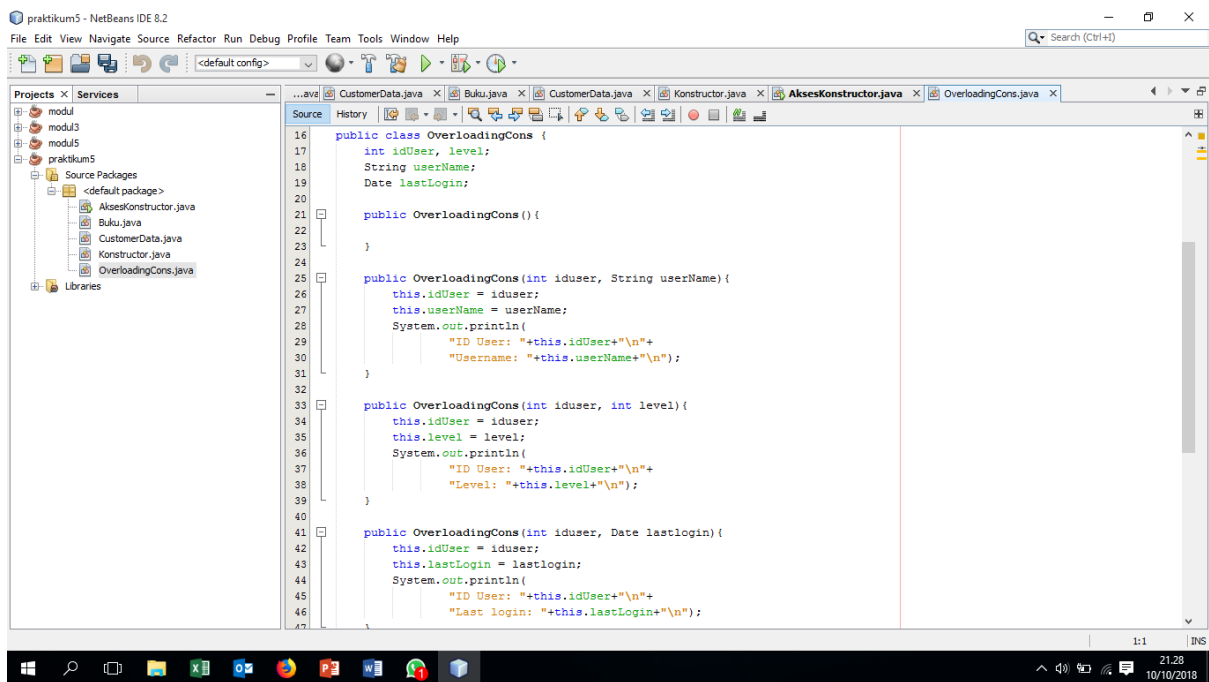 praktikum5 - NetBeans IDE 8.2
File Edit View Navigate Source Refactor Run Debug Profile Team Tools Window Help
Search (Ctrl+I)
<default config>
Projects Services
...ava CustomerData.java Buku.java CustomerData.java Konstructor.java AksesKonstructor.java OverloadingCons.java
Source History
modul
modul3
modul5
praktikum5
Source Packages
<default package>
AksesKonstructor.java
Buku.java
CustomerData.java
Konstructor.java
OverloadingCons.java
Libraries
16 public class OverloadingCons {
17 int idUser, level;
18 String userName;
19 Date lastLogin;
20
21 public OverloadingCons(){
22
23 }
24
25 public OverloadingCons(int iduser, String userName){
26 this.idUser = iduser;
27 this.userName = userName;
28 System.out.println(
29 "ID User: "+this.idUser+"\n"+
30 "Username: "+this.userName+"\n");
31 }
32
33 public OverloadingCons(int iduser, int level){
34 this.idUser = iduser;
35 this.level = level;
36 System.out.println(
37 "ID User: "+this.idUser+"\n"+
38 "Level: "+this.level+"\n");
39 }
40
41 public OverloadingCons(int iduser, Date lastlogin){
42 this.idUser = iduser;
43 this.lastLogin = lastlogin;
44 System.out.println(
45 "ID User: "+this.idUser+"\n"+
46 "Last login: "+this.lastLogin+"\n");
47 }
1:1 INS
21.28
10/10/2018